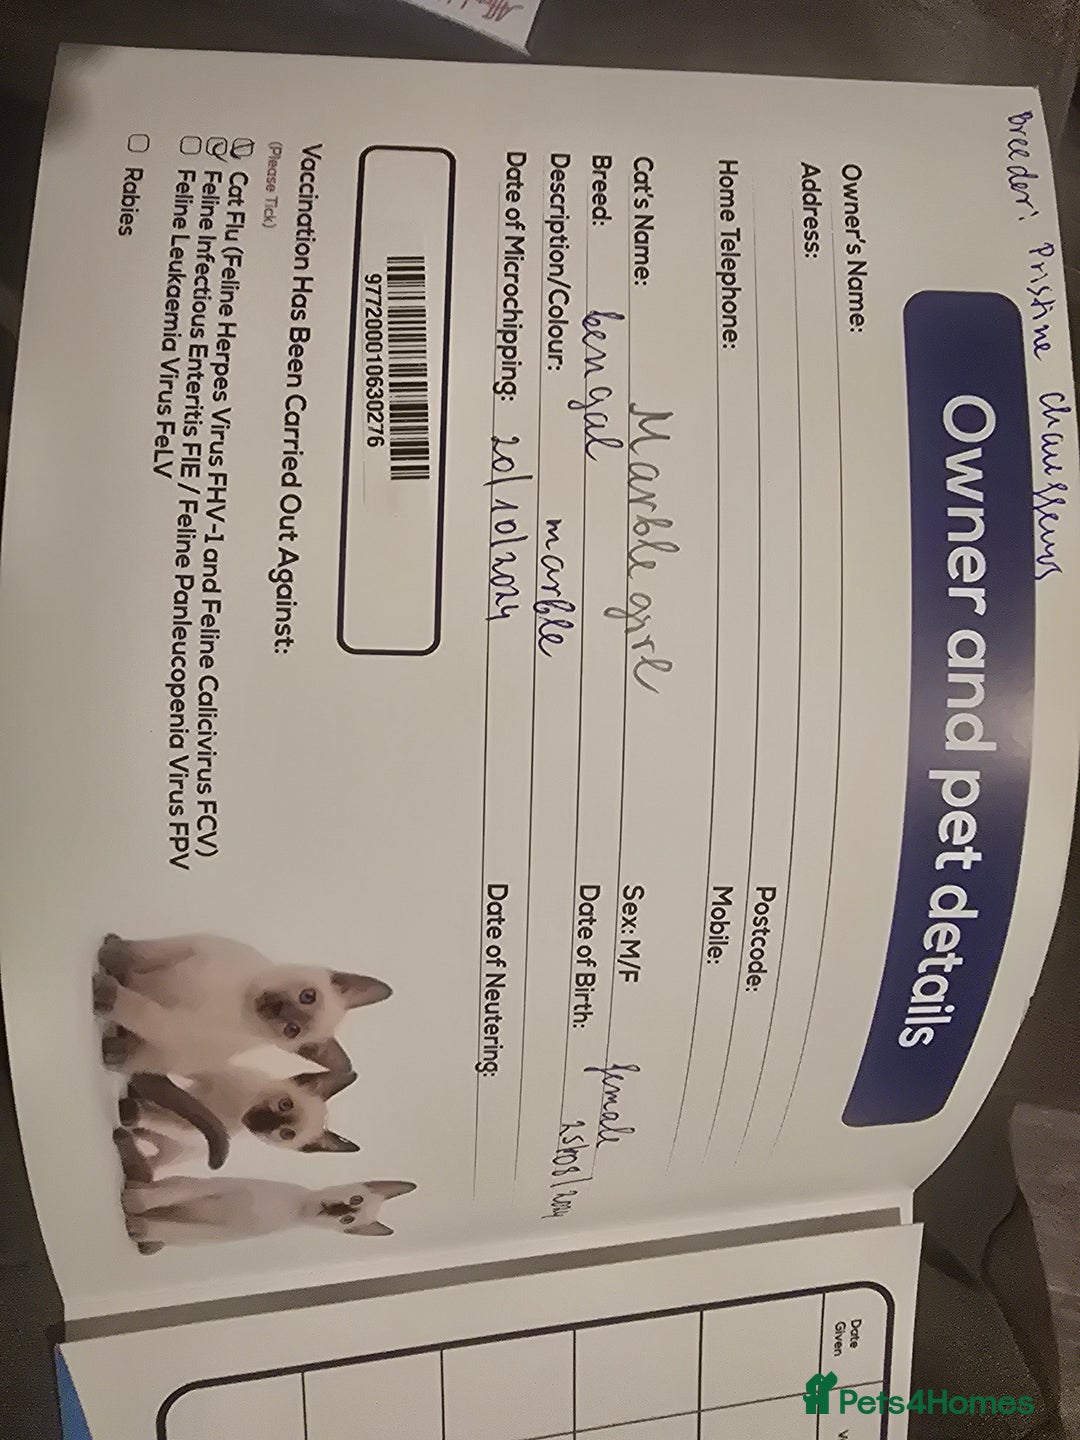 Breeder: Pristine
Owner and pet details
Owner's Name:
Address:
Postcode:
Home Telephone:
Mobile:
Cat's Name: Marble girl
Sex: M/F female
Breed: bengal
Date of Birth: 25/08/2024
Description/Colour: marble
Date of Microchipping: 20/10/2024
Date of Neutering:
977200010630276
Vaccination Has Been Carried Out Against:
(Please Tick)
Cat Flu (Feline Herpes Virus FHV-1 and Feline Calicivirus FCV)
Feline Infectious Enteritis FIE / Feline Panleucopenia Virus FPV
Feline Leukaemia Virus FeLV
Rabies
Date
Given
Pets4Homes